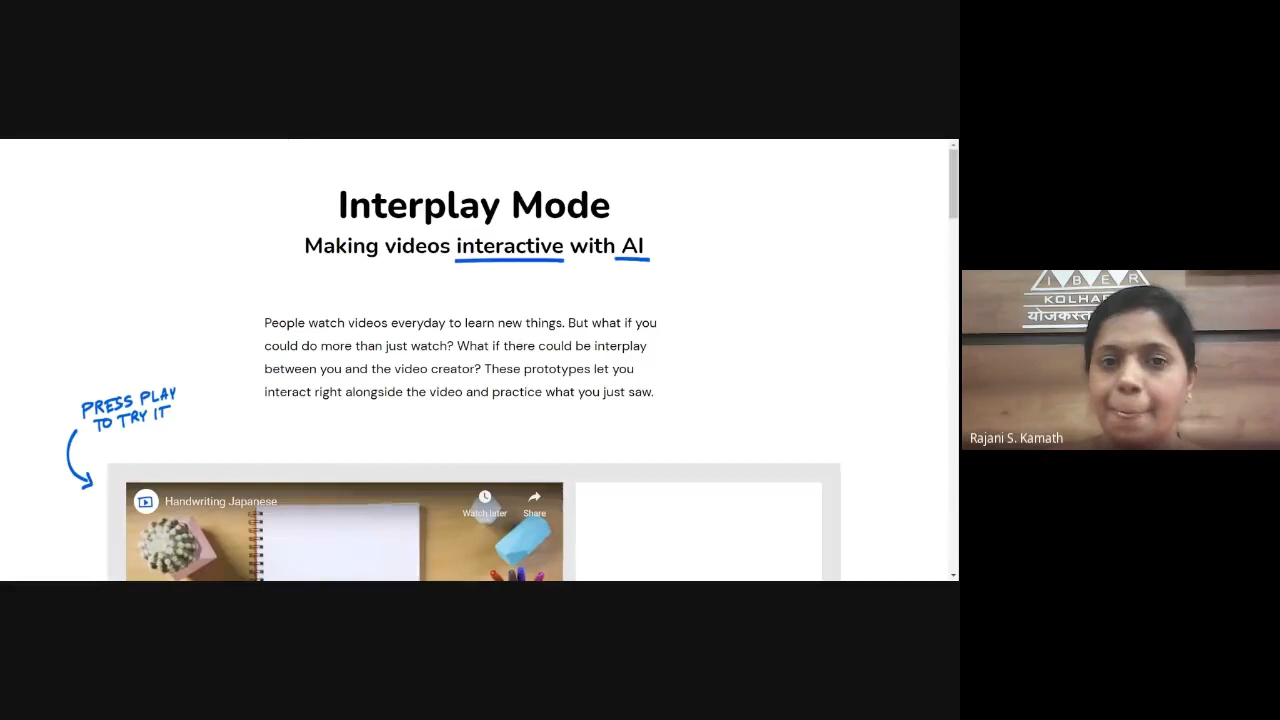 Interplay Mode
Making videos interactive with AI
People watch videos everyday to learn new things. But what if you
could do more than just watch? What if there could be interplay
between you and the video creator? These prototypes let you
interact right alongside the video and practice what you just saw.
PRESS PLAY
TO TRY IT
Handwriting Japanese
Watch later
Share
I B E R
Rajani S. Kamath